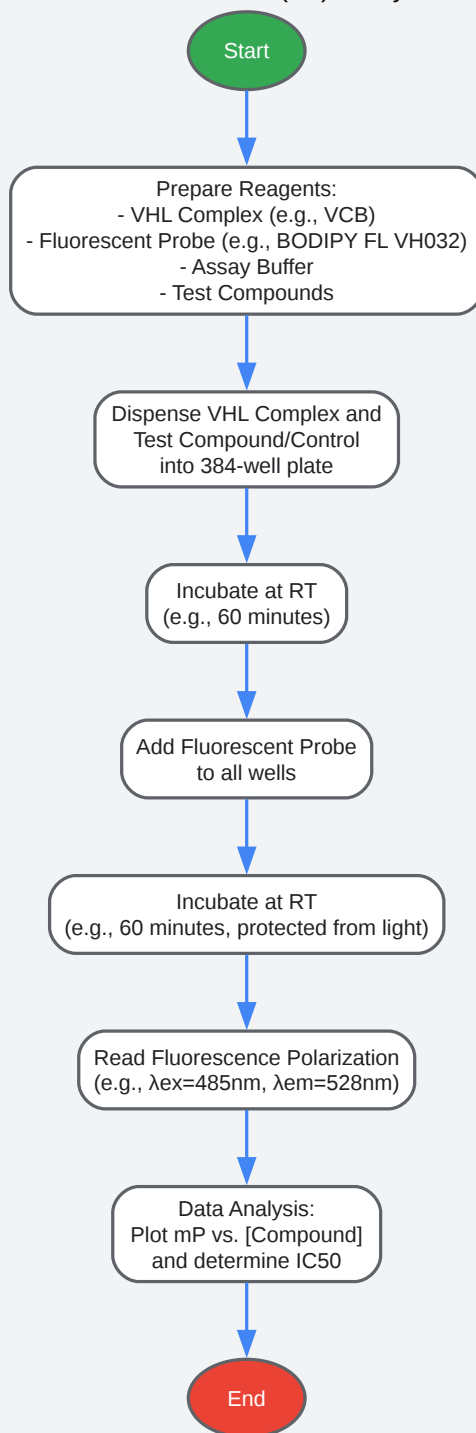 Start
Prepare Reagents:
- VHL Complex (e.g., VCB)
- Fluorescent Probe (e.g., BODIPY FL VH032)
- Assay Buffer
- Test Compounds
Dispense VHL Complex and
Test Compound/Control
into 384-well plate
Incubate at RT
(e.g., 60 minutes)
Add Fluorescent Probe
to all wells
Incubate at RT
(e.g., 60 minutes, protected from light)
Read Fluorescence Polarization
(e.g., λex=485nm, λem=528nm)
Data Analysis:
Plot mP vs. [Compound]
and determine IC50
End